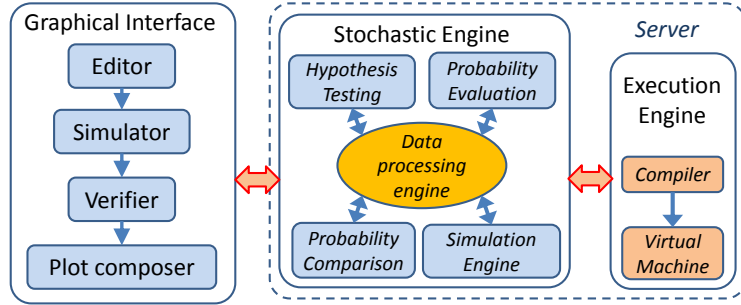 Graphical Interface
Editor
Simulator
Verifier
Plot composer
Server
Stochastic Engine
Hypothesis
Testing
Probability
Evaluation
Data
processing
engine
Probability
Comparison
Simulation
Engine
Execution
Engine
Compiler
Virtual
Machine